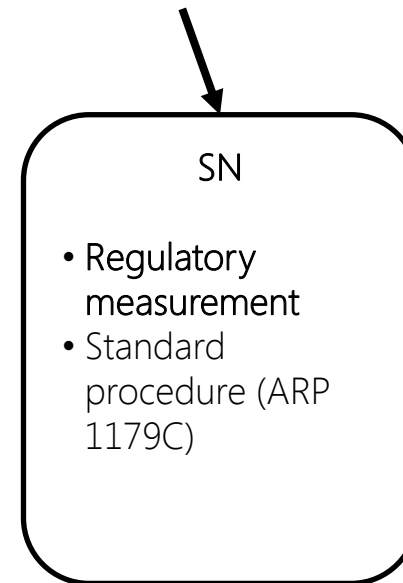 SN
• Regulatory
measurement
• Standard
procedure (ARP
1179C)